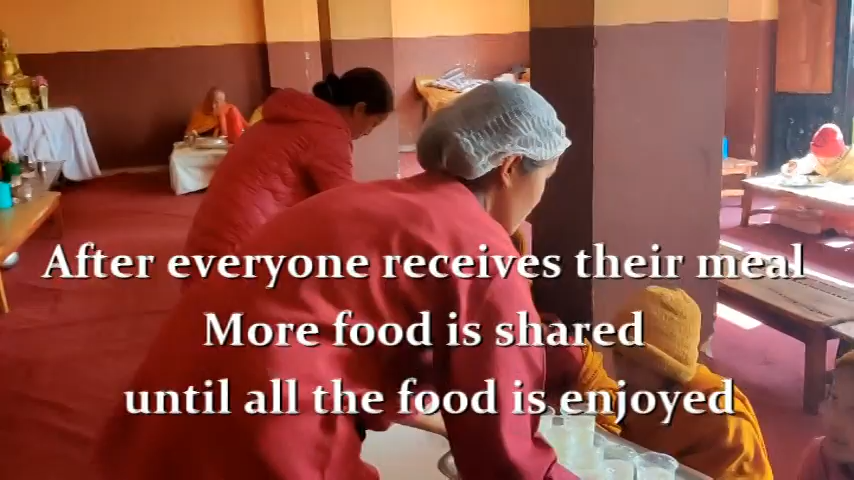 After everyone receives their meal
More food is shared
until all the food is enjoyed